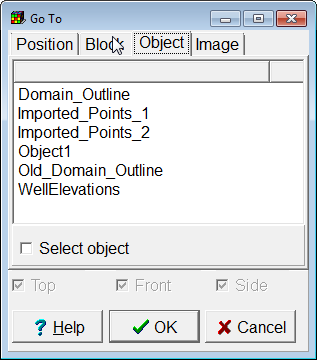 Go To
Position Block Object Image
Domain_Outline
Imported_Points_1
Imported_Points_2
Object1
Old_Domain_Outline
WellElevations
Select object
Top Front Side
? Help OK Cancel